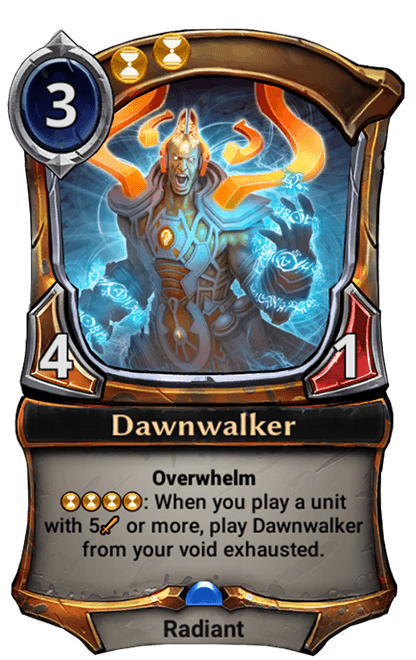 3
4
1
Dawnwalker
Overwhelm
: When you play a unit
with 5 or more, play Dawnwalker
from your void exhausted.
Radiant